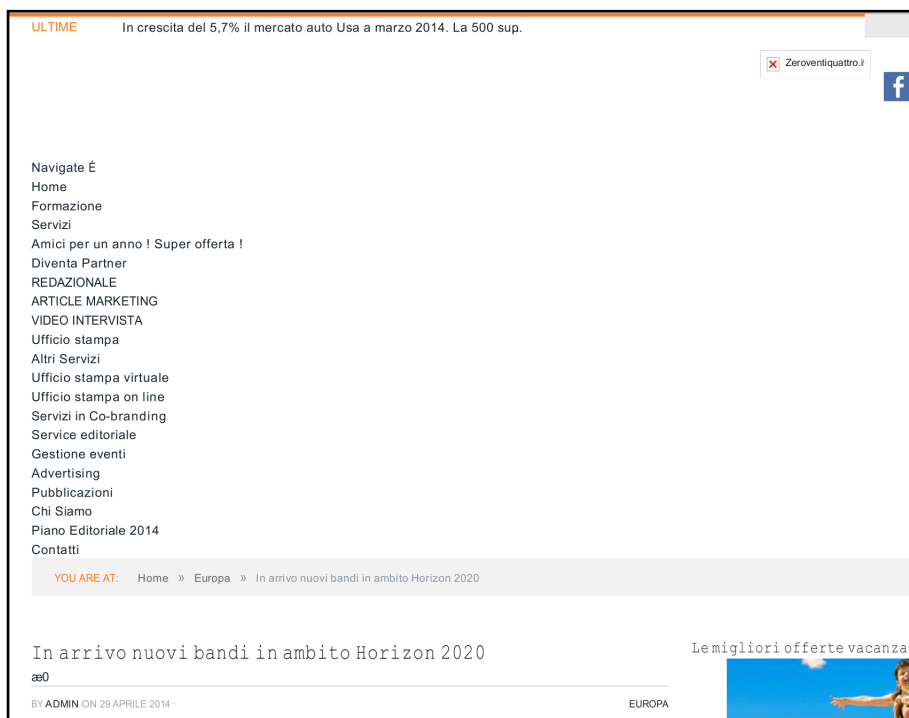 ULTIME In crescita del 5,7% il mercato auto Usa a marzo 2014. La 500 sup.
Zeroventiquattro.it
Navigate É
Home
Formazione
Servizi
Amici per un anno ! Super offerta !
Diventa Partner
REDAZIONALE
ARTICLE MARKETING
VIDEO INTERVISTA
Ufficio stampa
Altri Servizi
Ufficio stampa virtuale
Ufficio stampa on line
Servizi in Co-branding
Service editoriale
Gestione eventi
Advertising
Pubblicazioni
Chi Siamo
Piano Editoriale 2014
Contatti
YOU ARE AT: Home » Europa » In arrivo nuovi bandi in ambito Horizon 2020
In arrivo nuovi bandi in ambito Horizon 2020
æ0
BY ADMIN ON 29 APRILE 2014 · EUROPA
Le migliori offerte vacanza